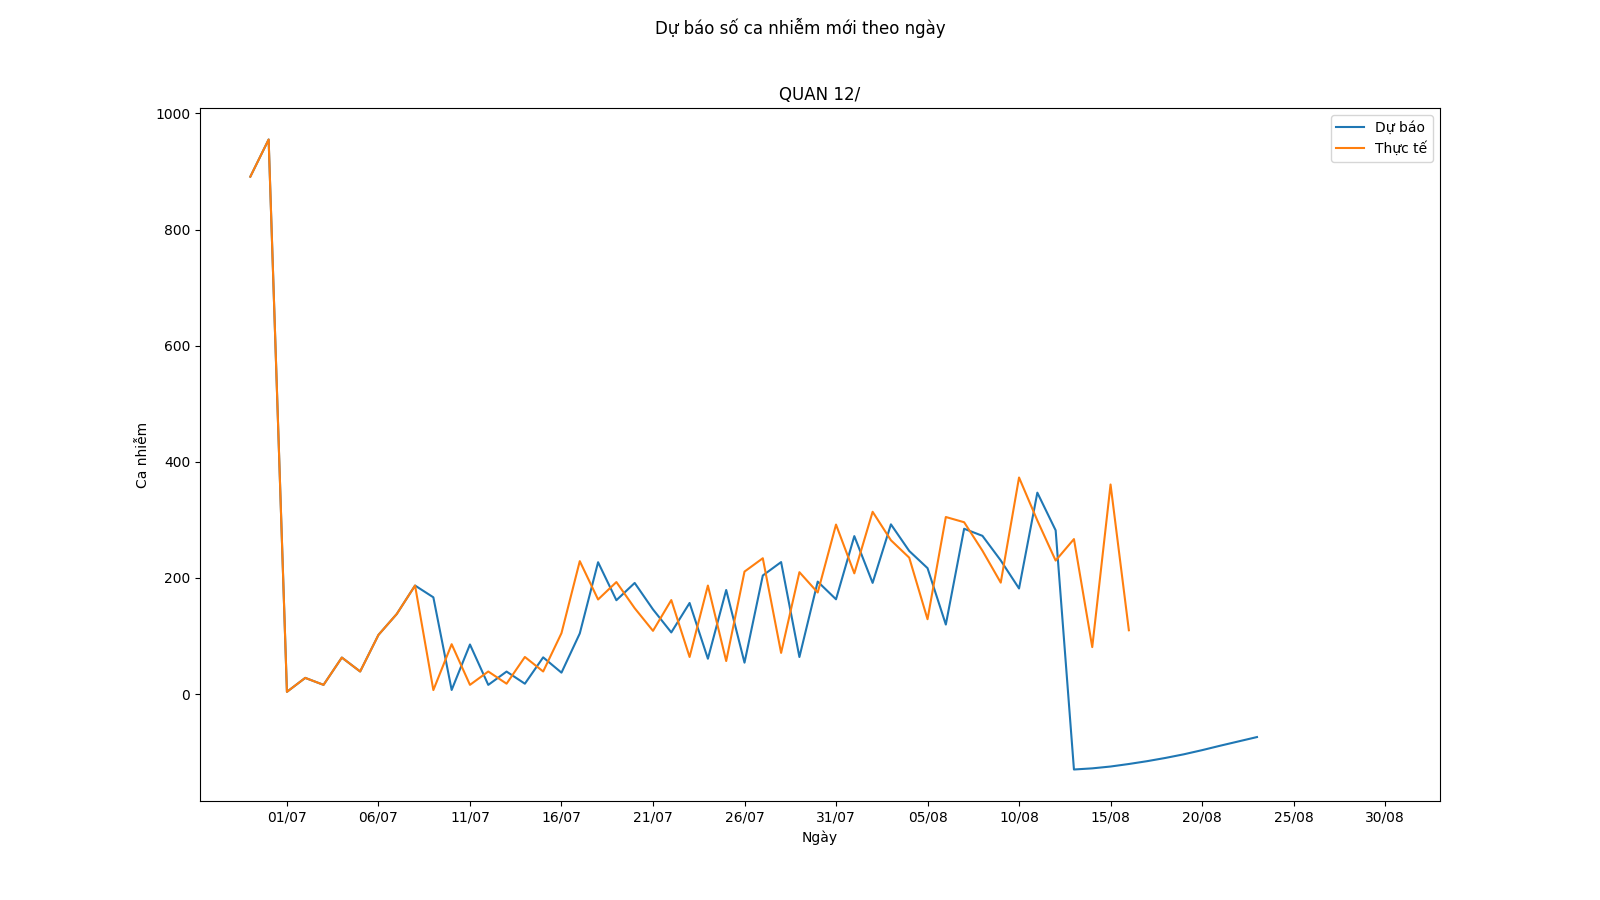 Dự báo số ca nhiễm mới theo ngày
QUAN 12/
Dự báo
Thực tế
1000
800
600
400
200
0
Ca nhiễm
01/07 06/07 11/07 16/07 21/07 26/07 31/07 05/08 10/08 15/08 20/08 25/08 30/08
Ngày